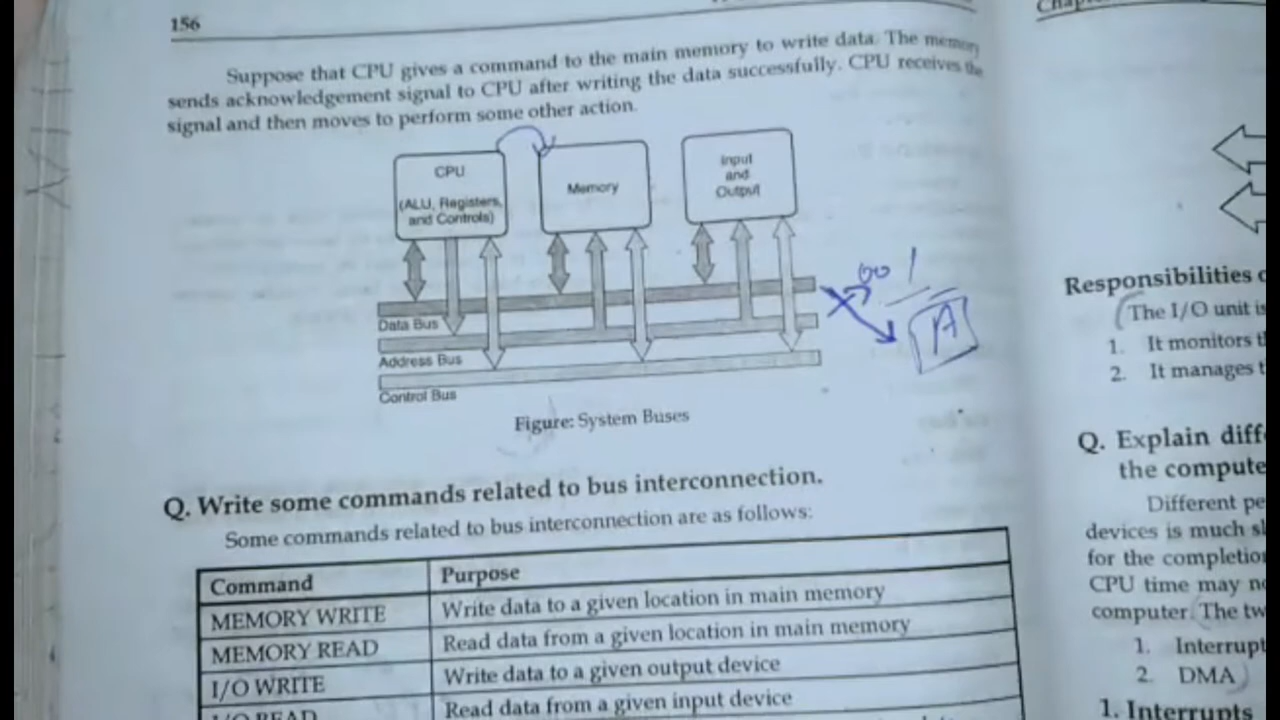 156
Suppose that CPU gives a command to the main memory to write data. The memory
sends acknowledgement signal to CPU after writing the data successfully. CPU receives the
signal and then moves to perform some other action.
CPU
(ALU, Registers,
and Controls)
Memory
Input
and
Output
Data Bus
Address Bus
Control Bus
A
Figure: System Buses
Q. Write some commands related to bus interconnection.
Some commands related to bus interconnection are as follows:
Command Purpose
MEMORY WRITE Write data to a given location in main memory
MEMORY READ Read data from a given location in main memory
I/O WRITE Write data to a given output device
I/O READ Read data from a given input device
Responsibilities
(The I/O unit is
1. It monitors
2. It manages
Q. Explain
the
Different
devices is much
for the
CPU time may
computer. The
1.
2. DMA
1. Interrupts